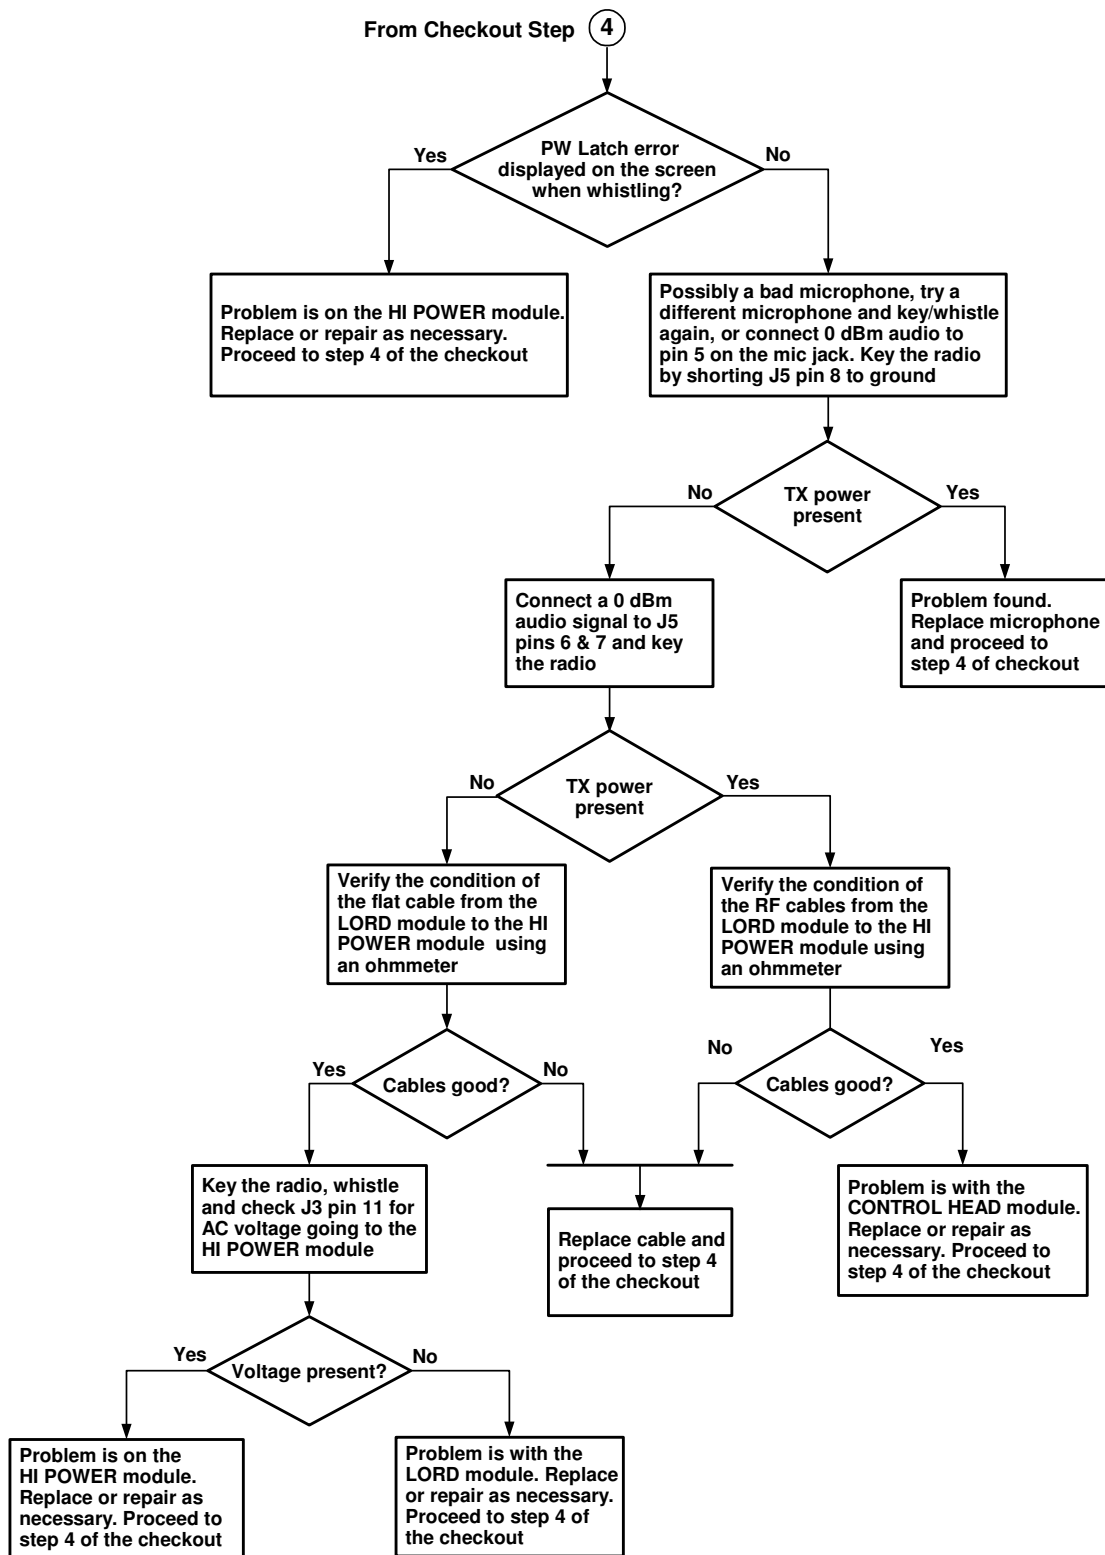 From Checkout Step 4
PW Latch error
displayed on the screen
when whistling?
Yes
No
Problem is on the HI POWER module.
Replace or repair as necessary.
Proceed to step 4 of the checkout
Possibly a bad microphone, try a
different microphone and key/whistle
again, or connect 0 dBm audio to
pin 5 on the mic jack. Key the radio
by shorting J5 pin 8 to ground
TX power
present
No
Yes
Connect a 0 dBm
audio signal to J5
pins 6 & 7 and key
the radio
Problem found.
Replace microphone
and proceed to
step 4 of checkout
TX power
present
No
Yes
Verify the condition of
the flat cable from the
LORD module to the HI
POWER module using
an ohmmeter
Verify the condition of
the RF cables from the
LORD module to the HI
POWER module using
an ohmmeter
Yes
Cables good?
No
No
Cables good?
Yes
Key the radio, whistle
and check J3 pin 11 for
AC voltage going to the
HI POWER module
Replace cable and
proceed to step 4
of the checkout
Problem is with the
CONTROL HEAD module.
Replace or repair as
necessary. Proceed to
step 4 of the checkout
Yes
Voltage present?
No
Problem is on the
HI POWER module.
Replace or repair as
necessary. Proceed to
step 4 of the checkout
Problem is with the
LORD module. Replace
or repair as necessary.
Proceed to step 4 of
the checkout